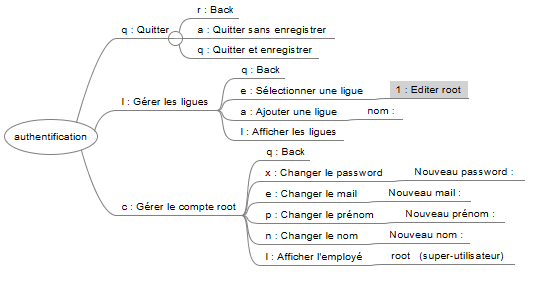 r : Back
q : Quitter
a : Quitter sans enregistrer
q : Quitter et enregistrer
q : Back
e : Sélectionner une ligue
1 : Editer root
l : Gérer les ligues
a : Ajouter une ligue
nom :
l : Afficher les ligues
authentification
q : Back
x : Changer le password
Nouveau password :
e : Changer le mail
Nouveau mail :
c : Gérer le compte root
p : Changer le prénom
Nouveau prénom :
n : Changer le nom
Nouveau nom :
l : Afficher l'employé
root (super-utilisateur)